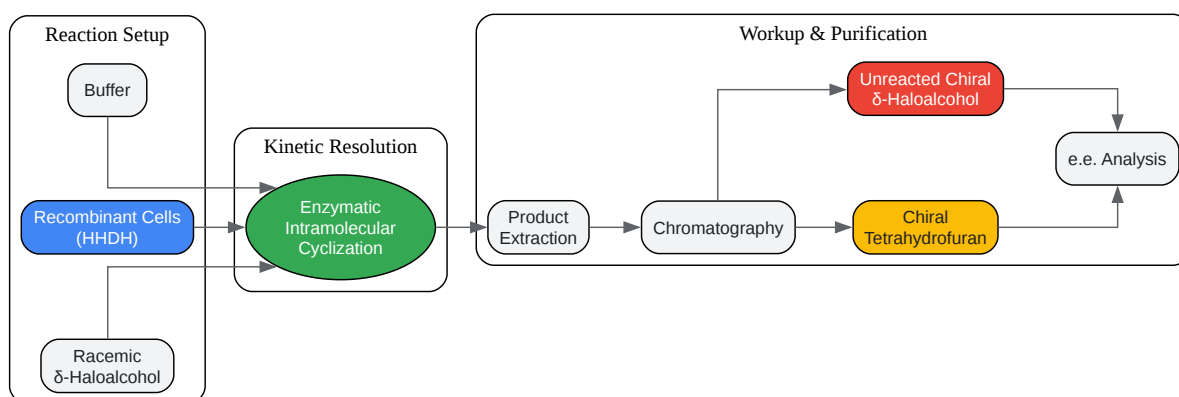 Reaction Setup
Buffer
Recombinant Cells
(HHDH)
Racemic
δ-Haloalcohol
Kinetic Resolution
Enzymatic
Intramolecular
Cyclization
Workup & Purification
Product
Extraction
Chromatography
Unreacted Chiral
δ-Haloalcohol
Chiral
Tetrahydrofuran
e.e. Analysis